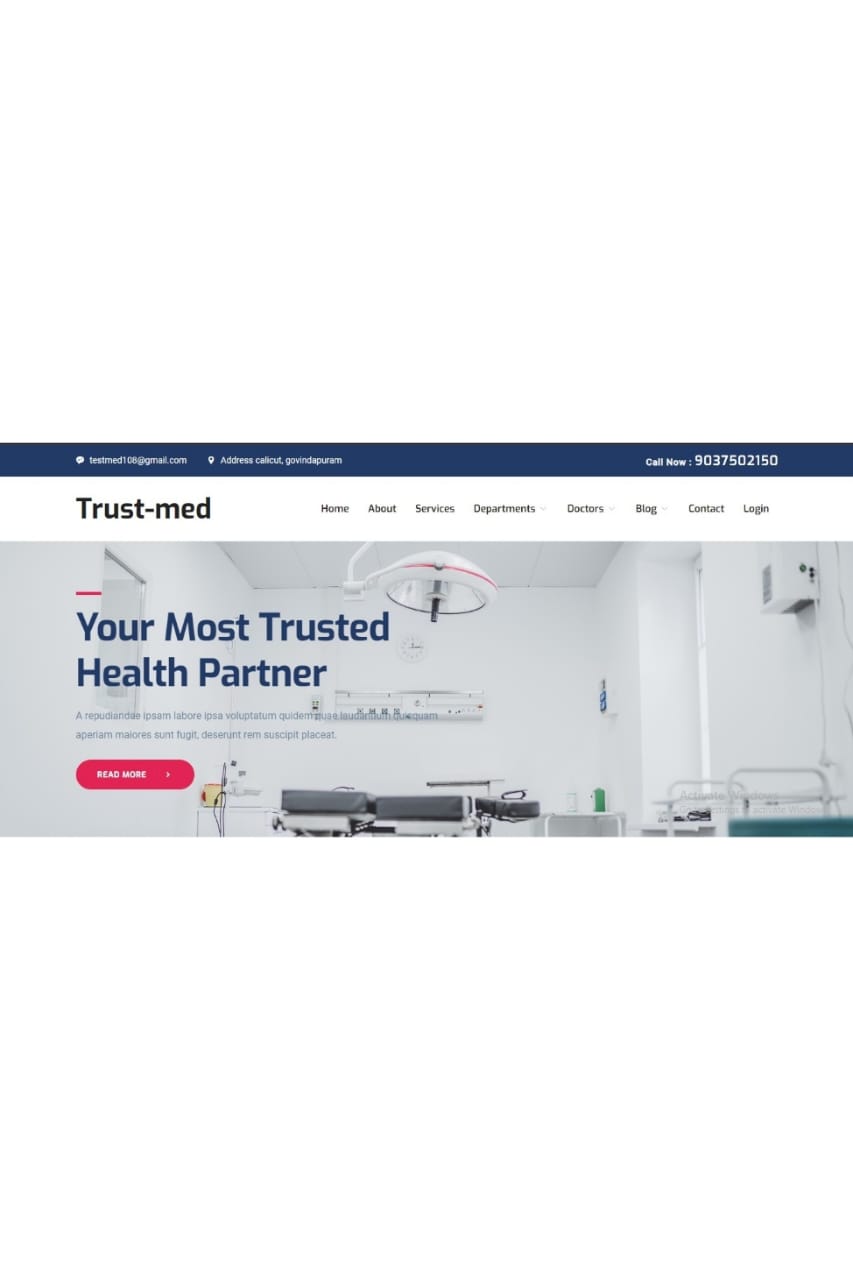 testmed108@gmail.com Address calicut, govindapuram Call Now : 9037502150
Trust-med Home About Services Departments Doctors Blog Contact Login
Your Most Trusted
Health Partner
A repudiandae ipsam labore ipsa voluptatum quidem quae laudantium quisquam
aperiam maiores sunt fugit, deserunt rem suscipit placeat.
READ MORE
Activate Windows
Go to Settings to activate Windows